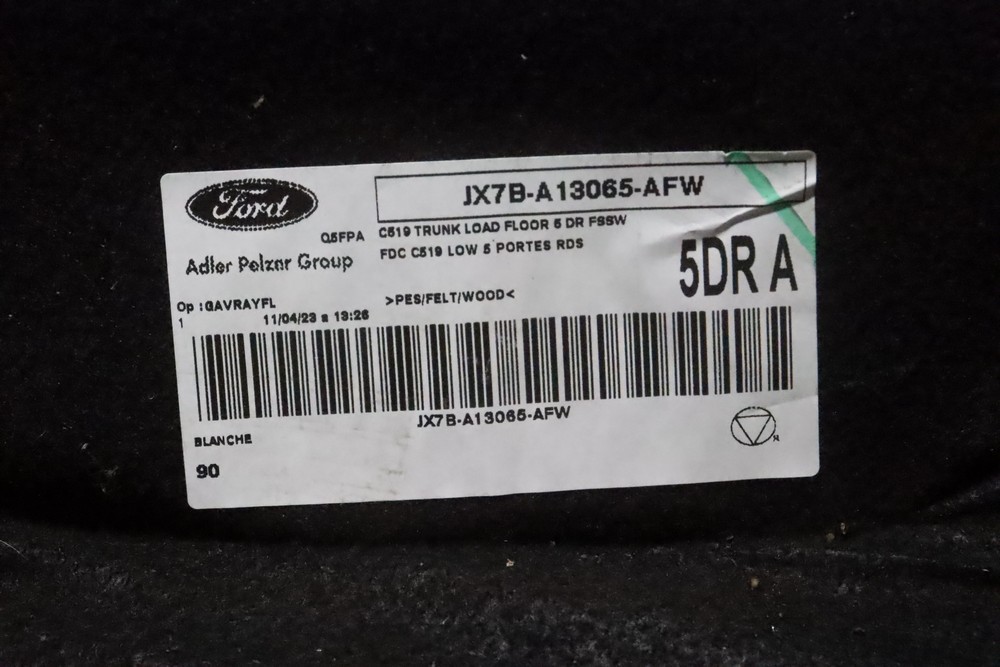 Ford
JX7B-A13065-AFW
Q5FPA
C519 TRUNK LOAD FLOOR 5 DR FSSW
FDC C519 LOW 5 PORTES RDS
Adler Pelzer Group
5DR A
Op : GAVRAYFL
>PES/FELT/WOOD<
1
11/04/23 à 13:26
JX7B-A13065-AFW
BLANCHE
90